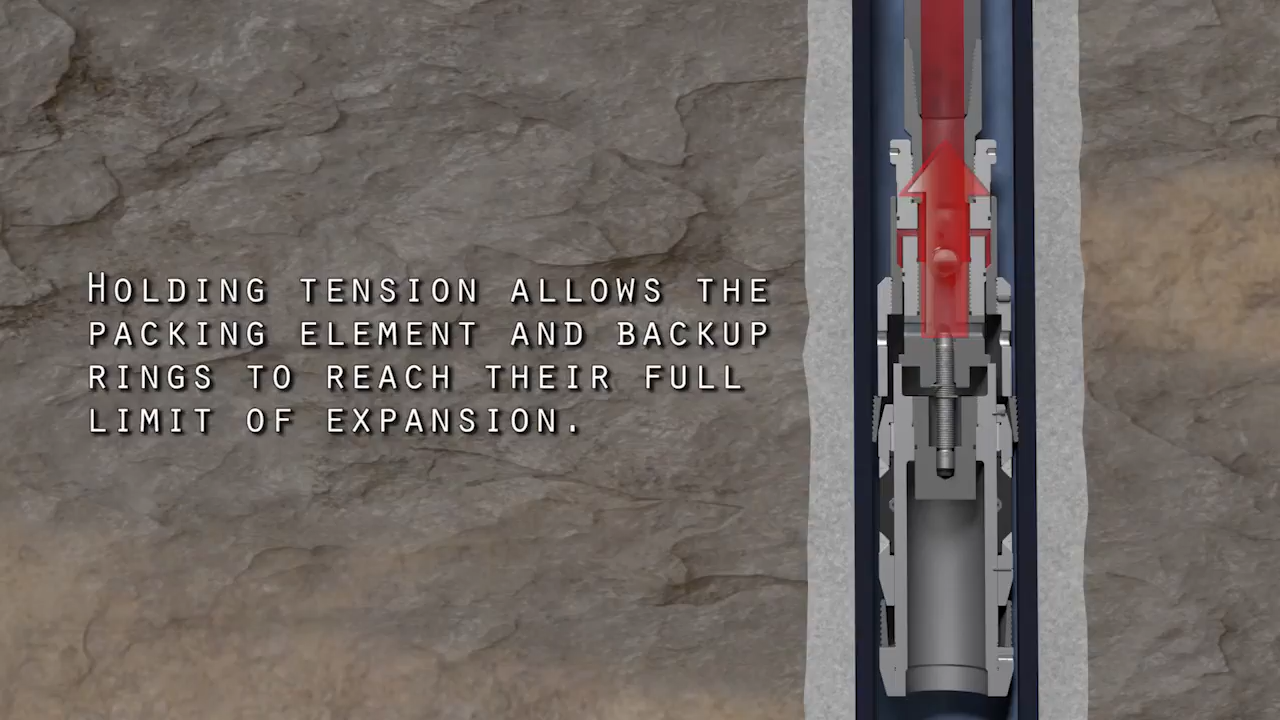 Holding tension allows the
packing element and backup
rings to reach their full
limit of expansion.